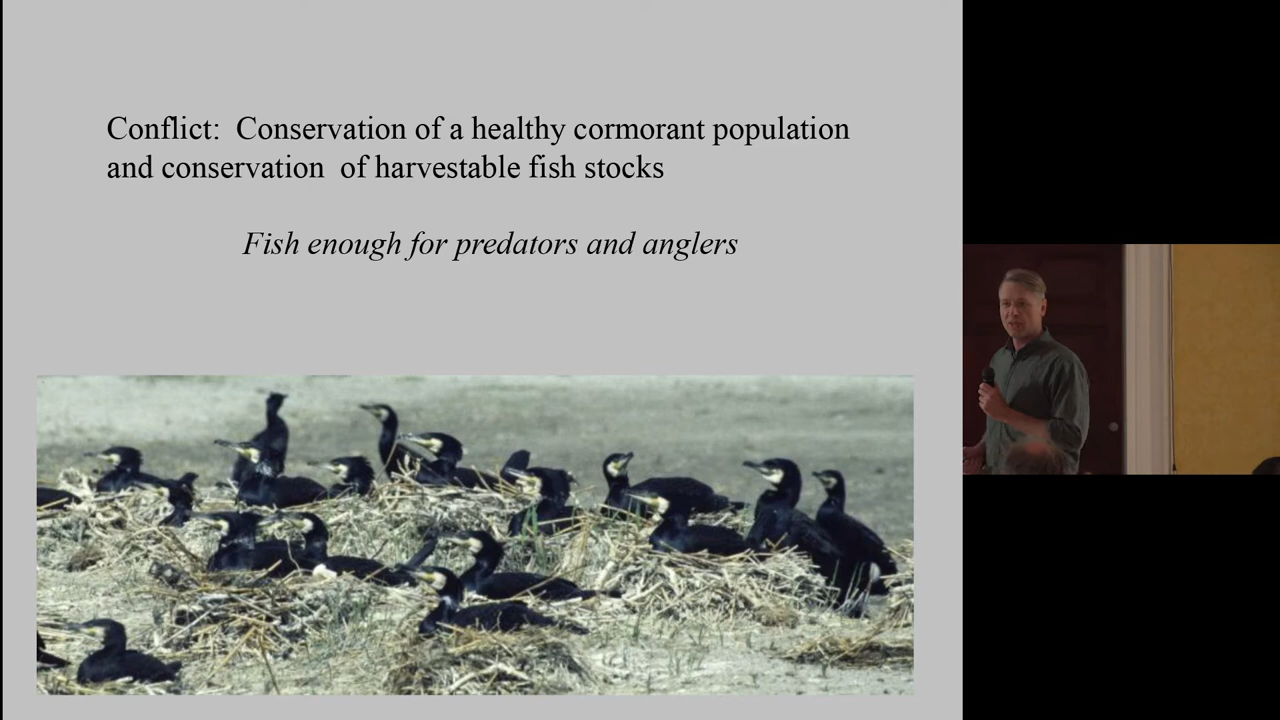 Conflict:  Conservation of a healthy cormorant population
and conservation  of harvestable fish stocks
Fish enough for predators and anglers